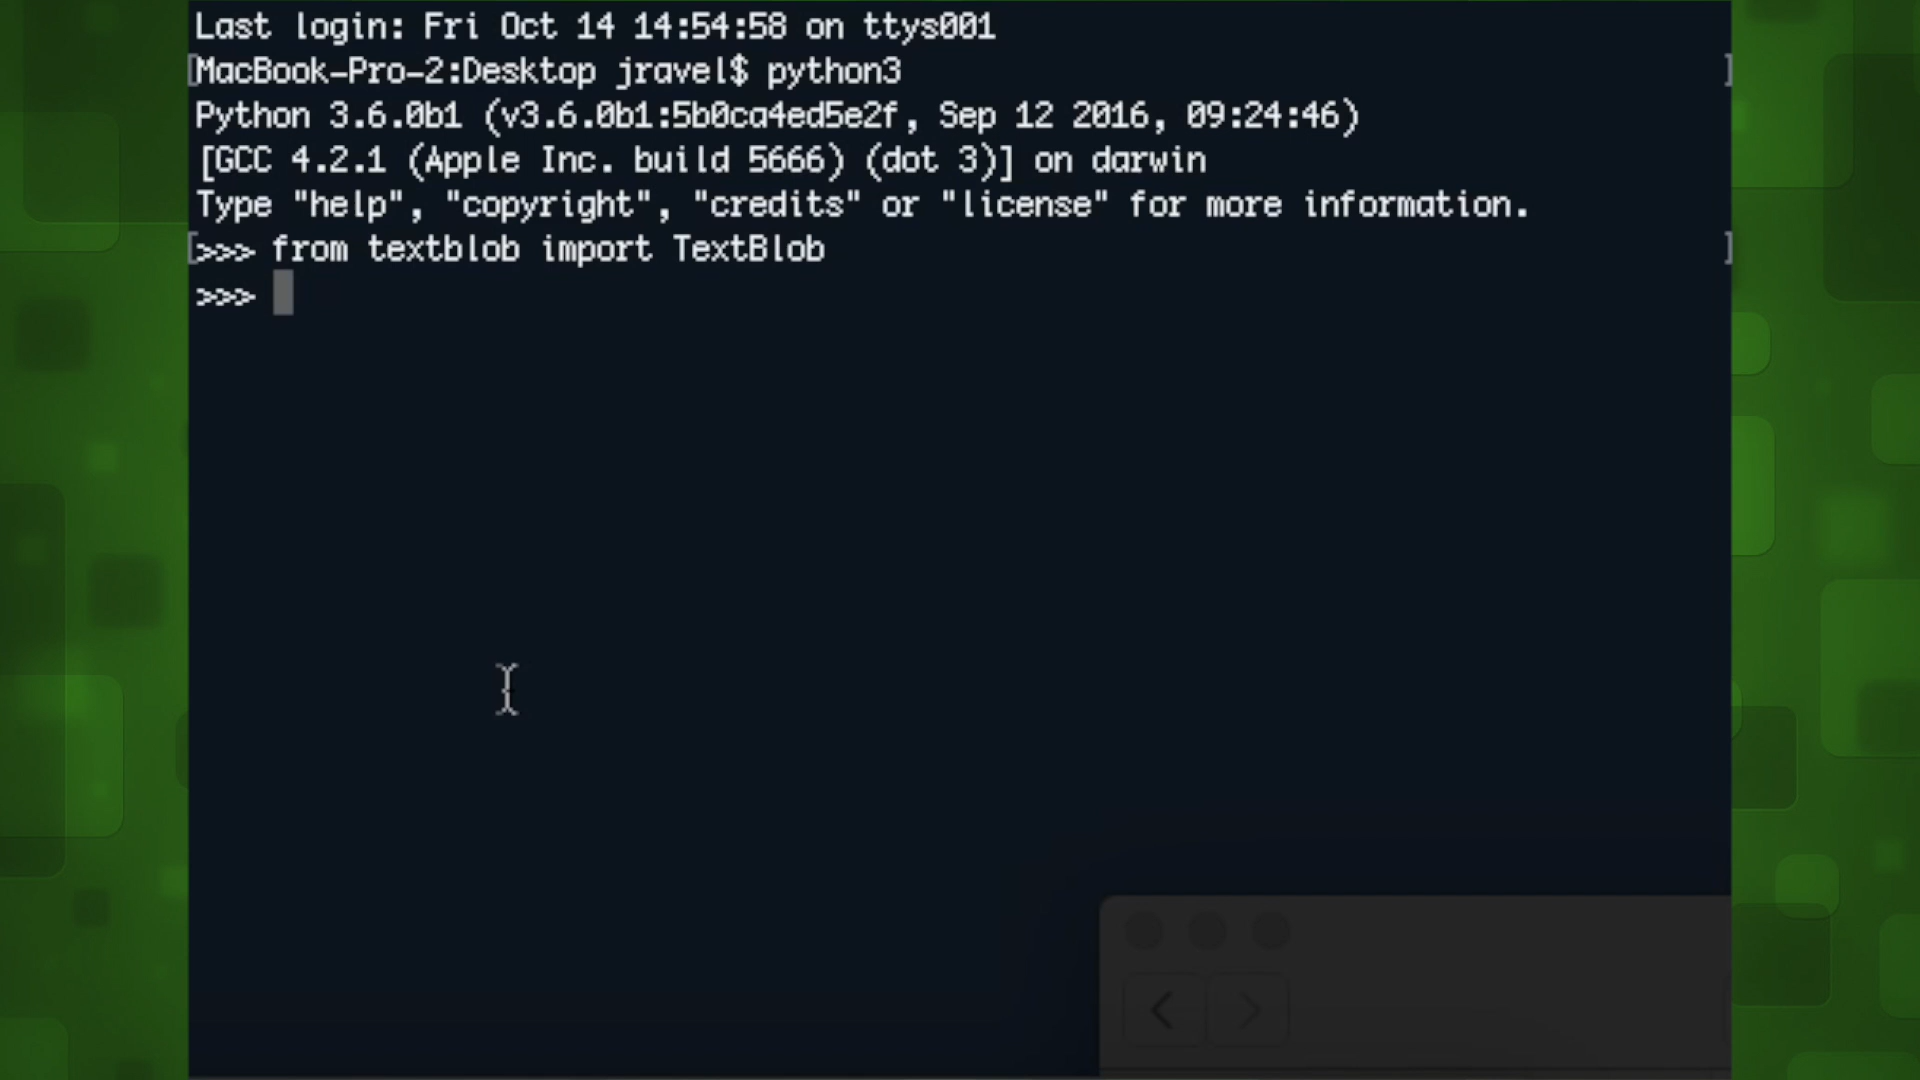 Last login: Fri Oct 14 14:54:58 on ttys001
[MacBook-Pro-2:Desktop jravel$ python3 ]
Python 3.6.0b1 (v3.6.0b1:5b0ca4ed5e2f, Sep 12 2016, 09:24:46)
[GCC 4.2.1 (Apple Inc. build 5666) (dot 3)] on darwin
Type "help", "copyright", "credits" or "license" for more information.
[>>> from textblob import TextBlob ]
>>>